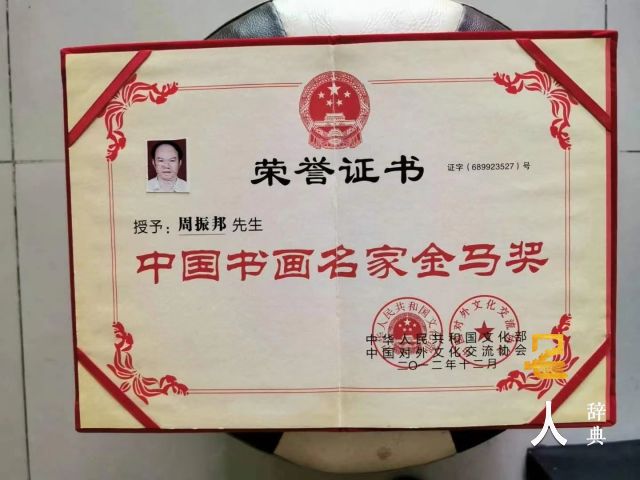 荣誉证书
证字（689923527）号
授予：周振邦 先生
中国书画名家金马奖
中华人民共和国文化部
中国对外文化交流协会
二〇一二年十二月
人
辞典